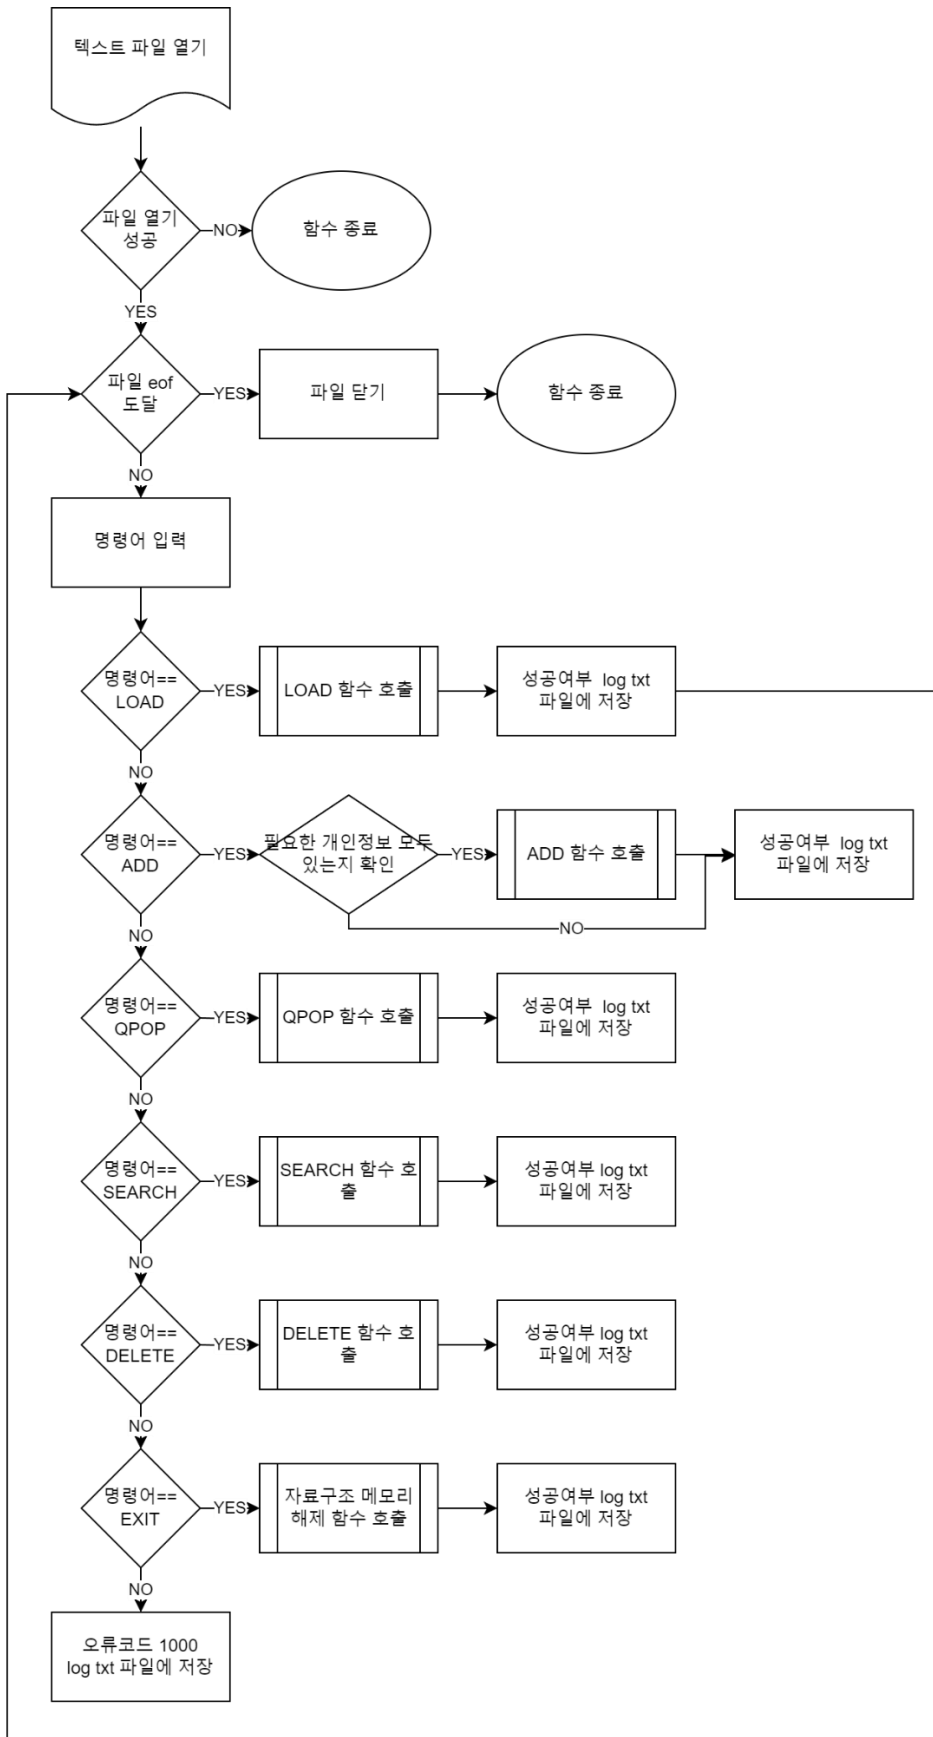 텍스트 파일 열기
파일 열기
성공
NO
함수 종료
YES
파일 eof
도달
YES
파일 닫기
함수 종료
NO
명령어 입력
명령어==
LOAD
YES
LOAD 함수 호출
성공여부 log txt
파일에 저장
NO
명령어==
ADD
YES
필요한 개인정보 모두
있는지 확인
YES
ADD 함수 호출
성공여부 log txt
파일에 저장
NO
NO
명령어==
QPOP
YES
QPOP 함수 호출
성공여부 log txt
파일에 저장
NO
명령어==
SEARCH
YES
SEARCH 함수 호
출
성공여부 log txt
파일에 저장
NO
명령어==
DELETE
YES
DELETE 함수 호
출
성공여부 log txt
파일에 저장
NO
명령어==
EXIT
YES
자료구조 메모리
해제 함수 호출
성공여부 log txt
파일에 저장
NO
오류코드 1000
log txt 파일에 저장